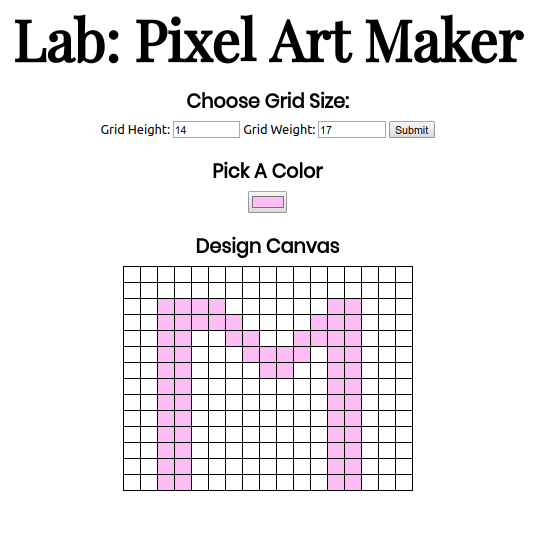 Lab: Pixel Art Maker
Choose Grid Size:
Grid Height: 14 Grid Weight: 17 Submit
Pick A Color
Design Canvas